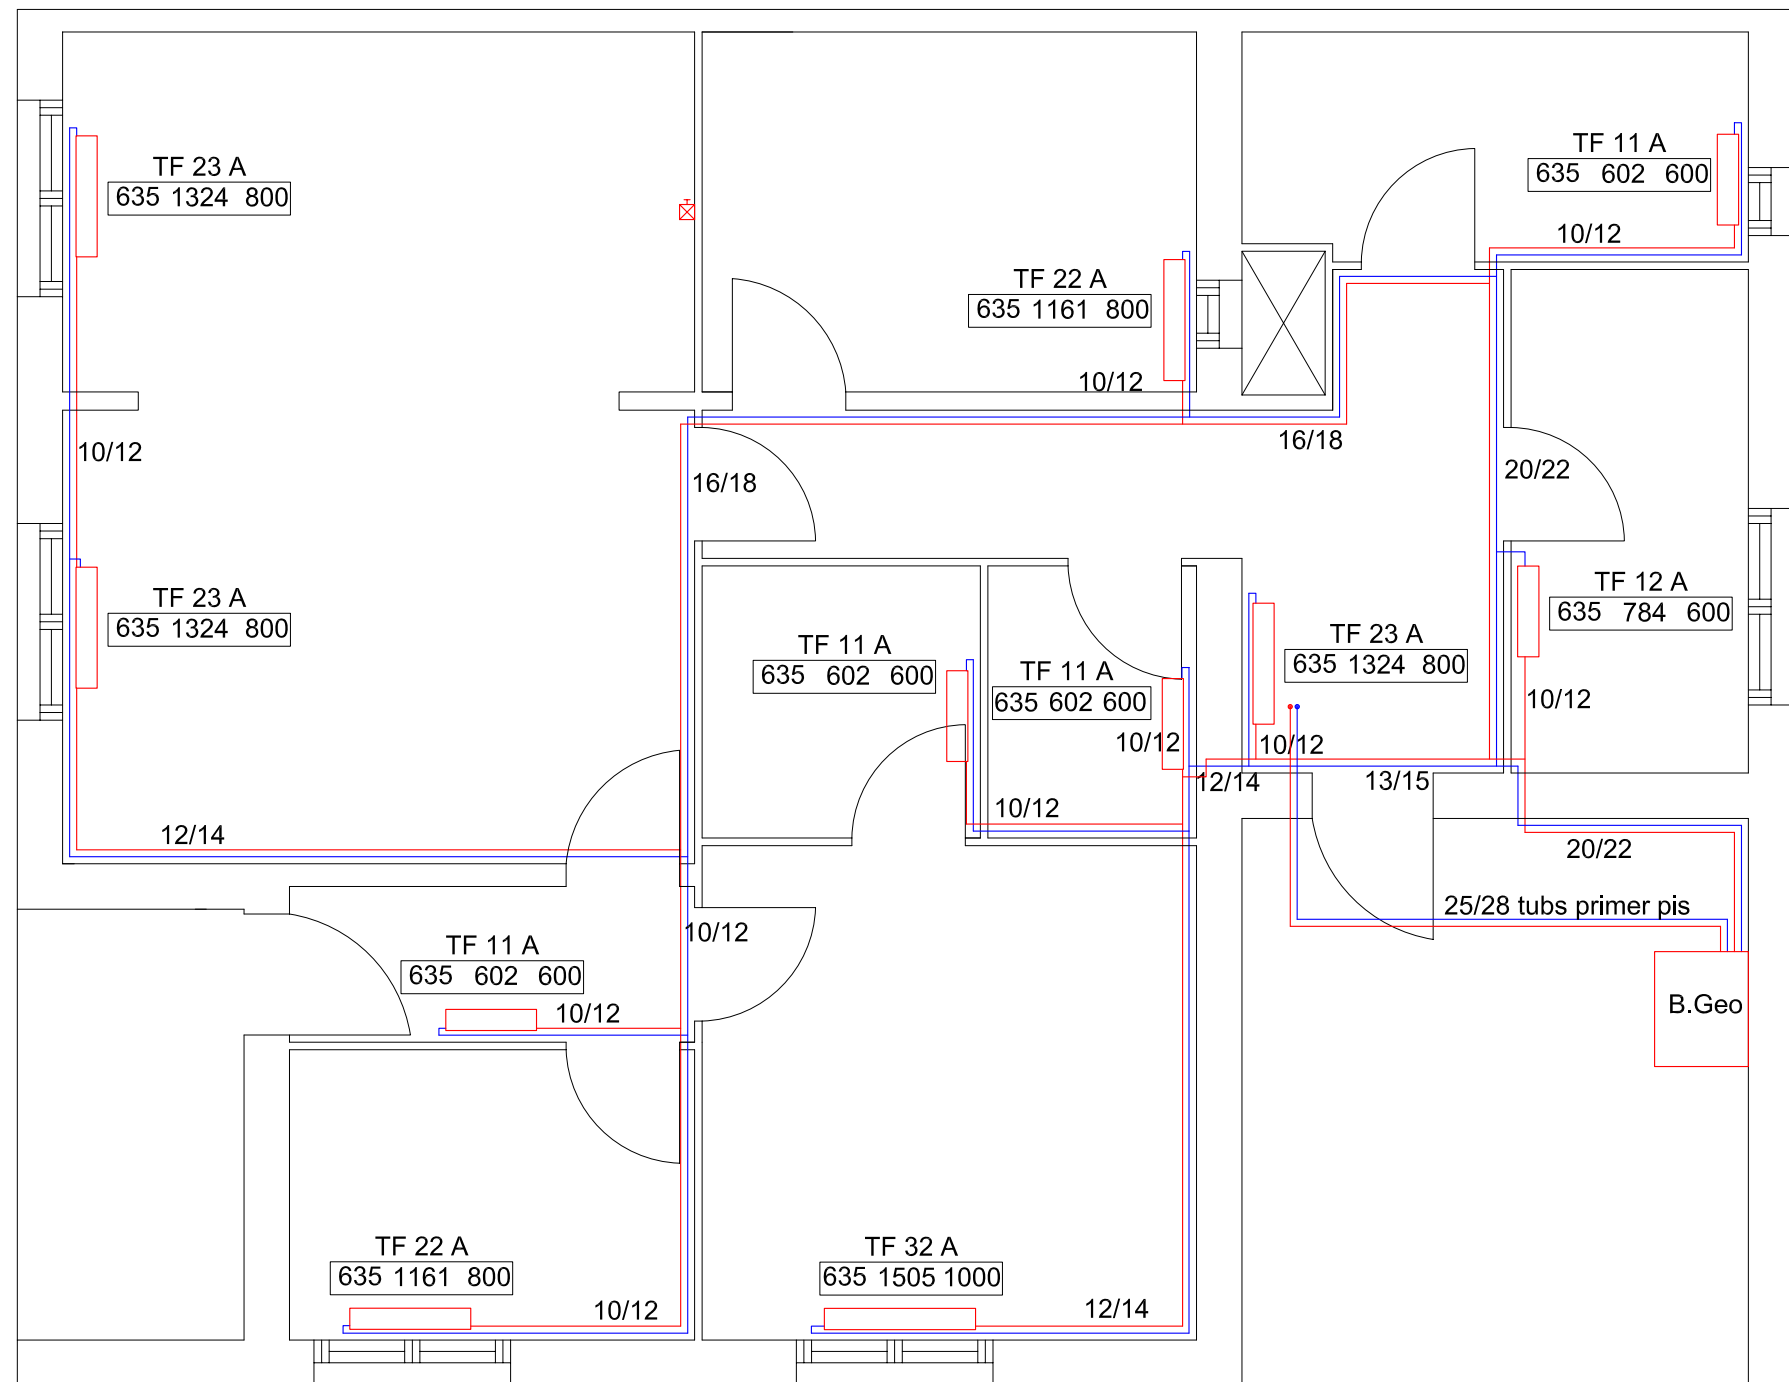 TF 11 A
635 602 600
10/12
TF 23 A
635 1324 800
TF 22 A
635 1161 800
10/12
10/12
16/18
16/18
20/22
TF 23 A
635 1324 800
TF 11 A
635 602 600
TF 11 A
635 602 600
10/12
TF 23 A
635 1324 800
10/12
TF 12 A
635 784 600
10/12
12/14
13/15
10/12
12/14
20/22
25/28 tubs primer pis
B.Geo
10/12
TF 11 A
635 602 600
10/12
TF 22 A
635 1161 800
10/12
TF 32 A
635 1505 1000
12/14